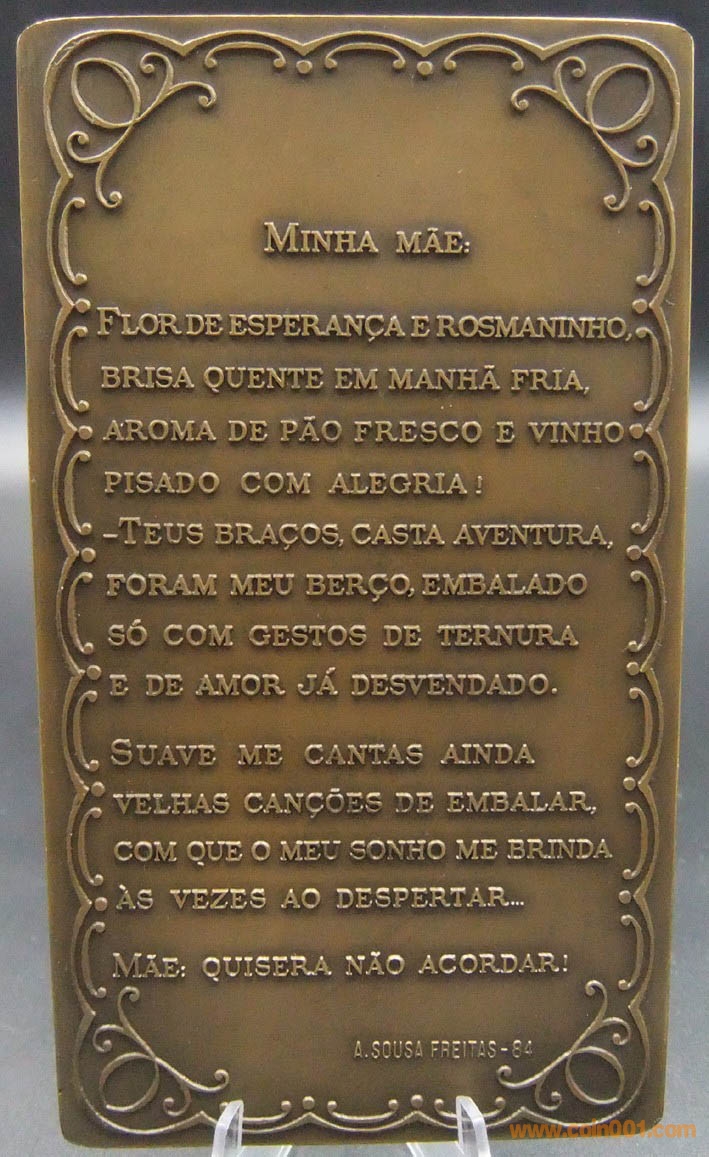 MINHA MÃE:
FLOR DE ESPERANÇA E ROSMANINHO,
BRISA QUENTE EM MANHÃ FRIA,
AROMA DE PÃO FRESCO E VINHO
PISADO COM ALEGRIA!
-TEUS BRAÇOS, CASTA AVENTURA,
FORAM MEU BERÇO, EMBALADO
SÓ COM GESTOS DE TERNURA
E DE AMOR JÁ DESVENDADO.
SUAVE ME CANTAS AINDA
VELHAS CANÇÕES DE EMBALAR,
COM QUE O MEU SONHO ME BRINDA
ÀS VEZES AO DESPERTAR...
MÃE: QUISERA NÃO ACORDAR!
A. SOUSA FREITAS - 84
www.coin001.com